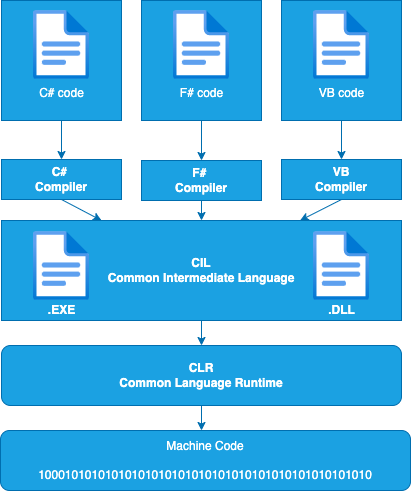 C# code
F# code
VB code
C#
Compiler
F#
Compiler
VB
Compiler
CIL
Common Intermediate Language
.EXE
.DLL
CLR
Common Language Runtime
Machine Code
10001010101010101010101010101010101010101010101010